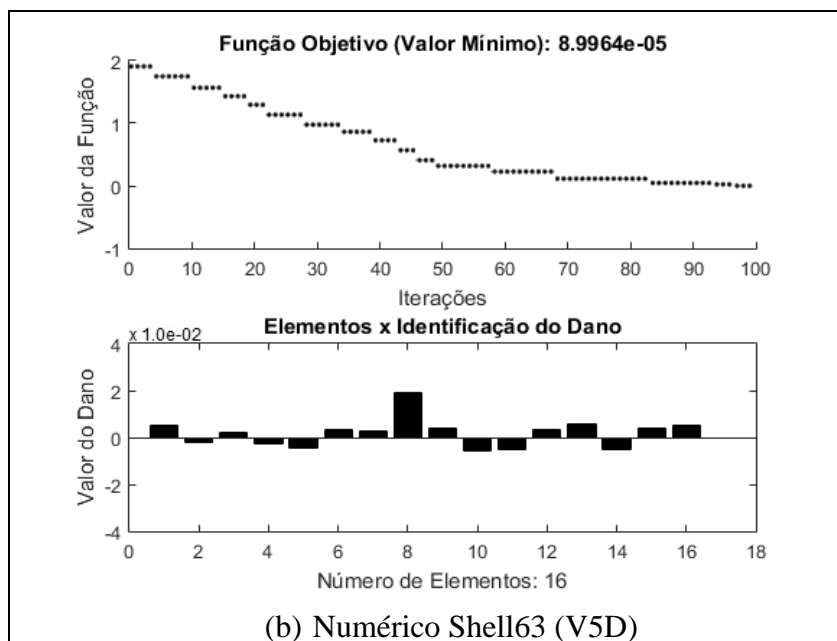 Função Objetivo (Valor Mínimo): 8.9964e-05
Valor da Função
2
1
0
-1
0 10 20 30 40 50 60 70 80 90 100
Iterações
Elementos x Identificação do Dano
x 1.0e-02
Valor do Dano
4
2
0
-2
-4
0 2 4 6 8 10 12 14 16 18
Número de Elementos: 16
(b) Numérico Shell63 (V5D)